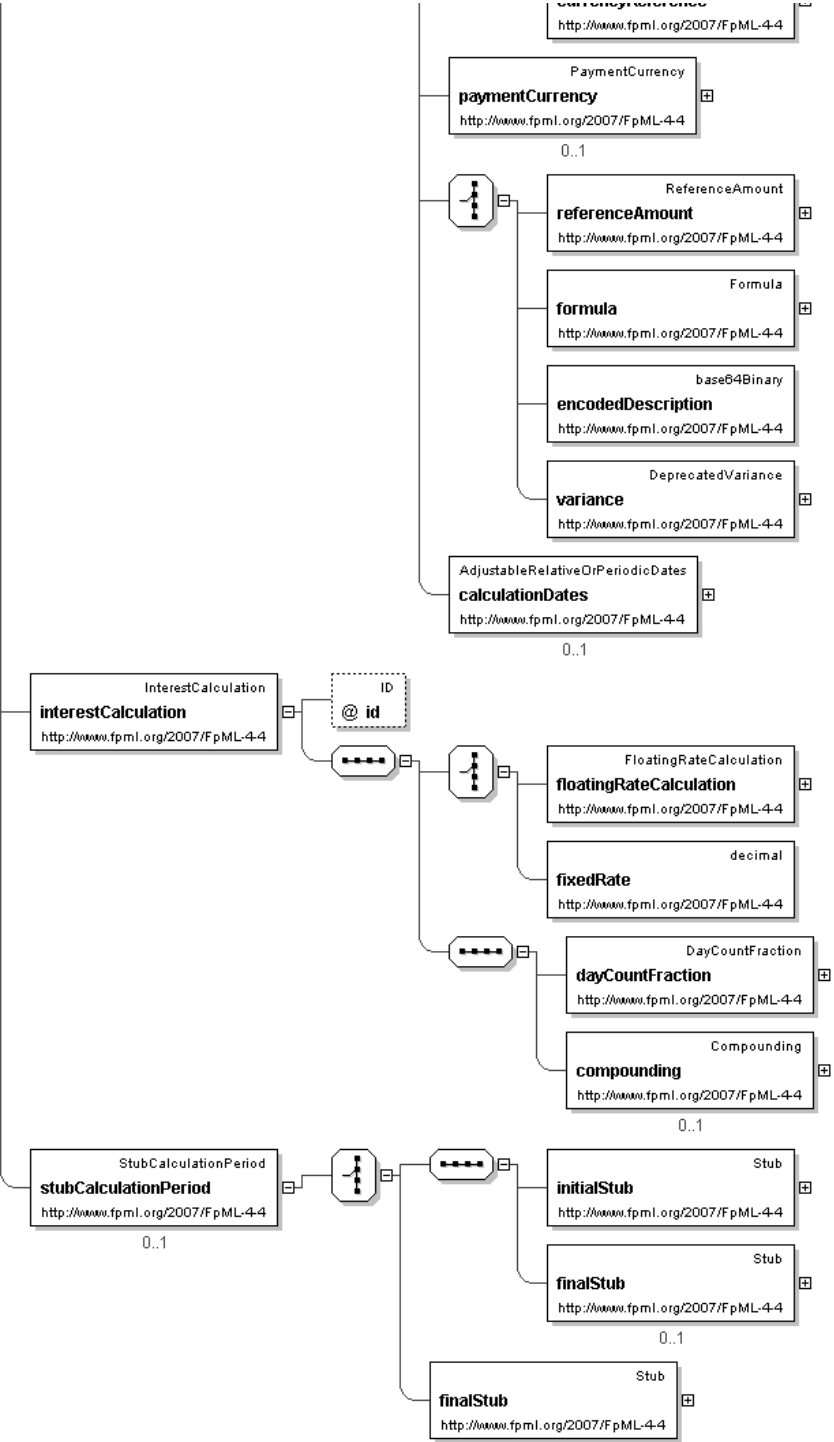 currencyReference
http://www.fpml.org/2007/FpML-4-4
PaymentCurrency
paymentCurrency
http://www.fpml.org/2007/FpML-4-4
0..1
ReferenceAmount
referenceAmount
http://www.fpml.org/2007/FpML-4-4
Formula
formula
http://www.fpml.org/2007/FpML-4-4
base64Binary
encodedDescription
http://www.fpml.org/2007/FpML-4-4
DeprecatedVariance
variance
http://www.fpml.org/2007/FpML-4-4
AdjustableRelativeOrPeriodicDates
calculationDates
http://www.fpml.org/2007/FpML-4-4
0..1
InterestCalculation
interestCalculation
http://www.fpml.org/2007/FpML-4-4
ID
@ id
FloatingRateCalculation
floatingRateCalculation
http://www.fpml.org/2007/FpML-4-4
decimal
fixedRate
http://www.fpml.org/2007/FpML-4-4
DayCountFraction
dayCountFraction
http://www.fpml.org/2007/FpML-4-4
Compounding
compounding
http://www.fpml.org/2007/FpML-4-4
0..1
StubCalculationPeriod
stubCalculationPeriod
http://www.fpml.org/2007/FpML-4-4
0..1
Stub
initialStub
http://www.fpml.org/2007/FpML-4-4
Stub
finalStub
http://www.fpml.org/2007/FpML-4-4
0..1
Stub
finalStub
http://www.fpml.org/2007/FpML-4-4